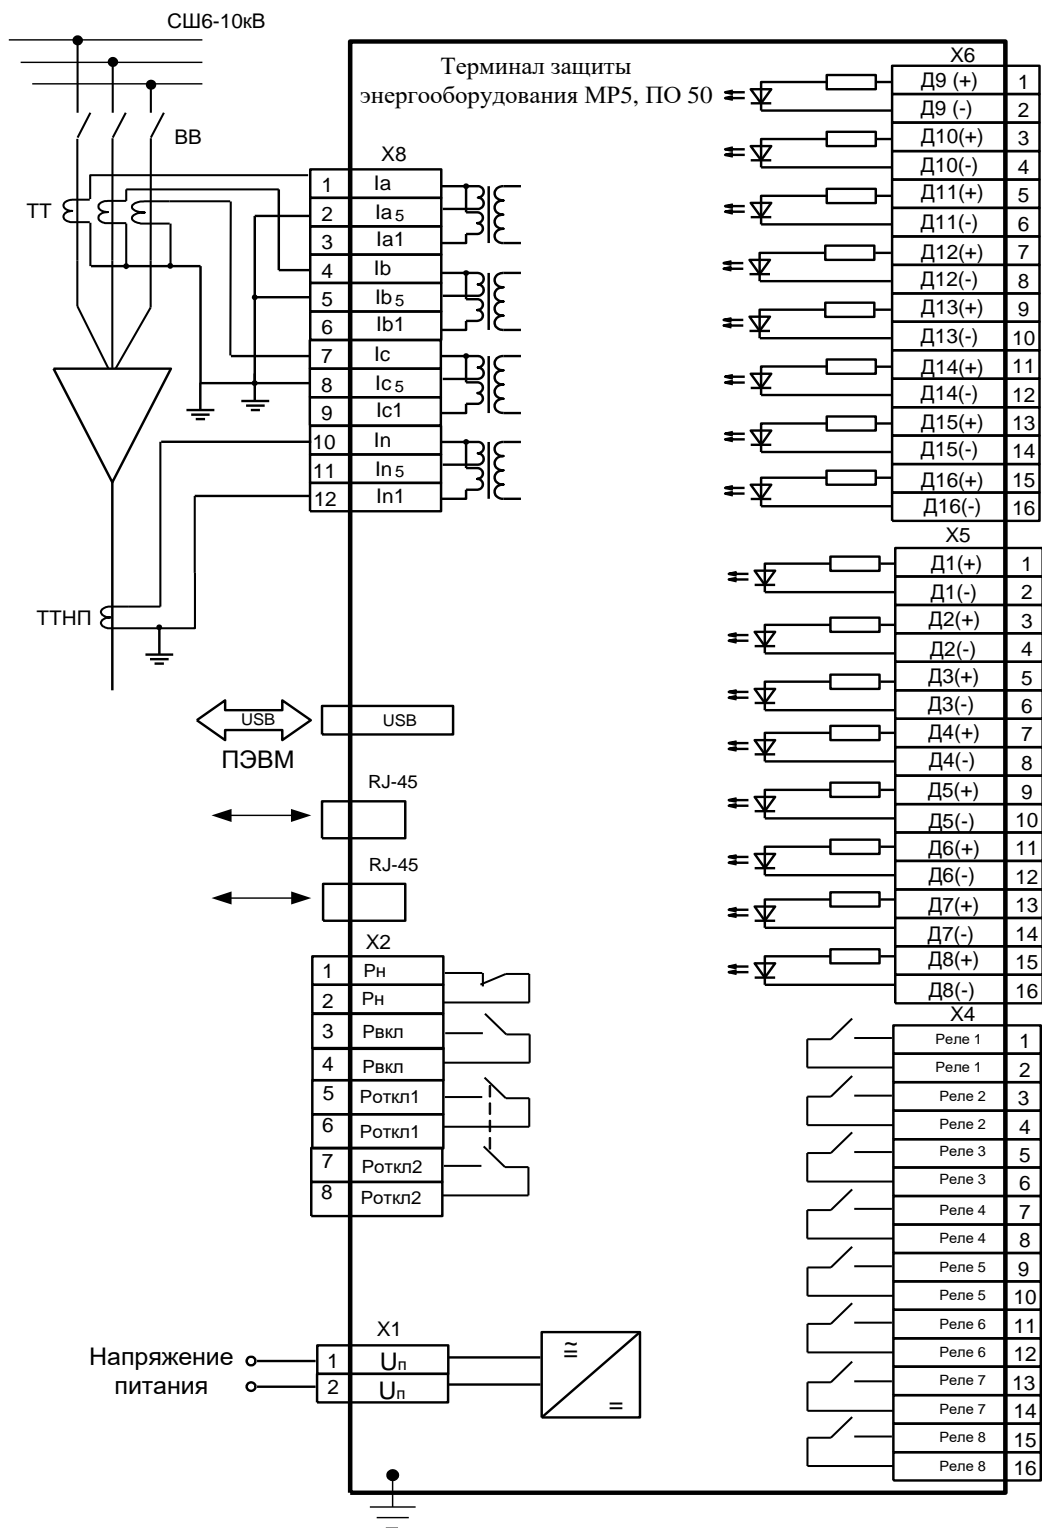 СШ6-10кВ
Терминал защиты
энергооборудования МР5, ПО 50
ВВ
ТТ
X8
1 Ia
2 Ia5
3 Ia1
4 Ib
5 Ib5
6 Ib1
7 Ic
8 Ic5
9 Ic1
10 In
11 In5
12 In1
ТТНП
USB USB
ПЭВМ
RJ-45
RJ-45
X2
1 Рн
2 Рн
3 Рвкл
4 Рвкл
5 Роткл1
6 Роткл1
7 Роткл2
8 Роткл2
X1
Напряжение
питания
1 Uп
2 Uп
≅
=
X6
Д9 (+) 1
Д9 (-) 2
Д10(+) 3
Д10(-) 4
Д11(+) 5
Д11(-) 6
Д12(+) 7
Д12(-) 8
Д13(+) 9
Д13(-) 10
Д14(+) 11
Д14(-) 12
Д15(+) 13
Д15(-) 14
Д16(+) 15
Д16(-) 16
X5
Д1(+) 1
Д1(-) 2
Д2(+) 3
Д2(-) 4
Д3(+) 5
Д3(-) 6
Д4(+) 7
Д4(-) 8
Д5(+) 9
Д5(-) 10
Д6(+) 11
Д6(-) 12
Д7(+) 13
Д7(-) 14
Д8(+) 15
Д8(-) 16
X4
Реле 1 1
Реле 1 2
Реле 2 3
Реле 2 4
Реле 3 5
Реле 3 6
Реле 4 7
Реле 4 8
Реле 5 9
Реле 5 10
Реле 6 11
Реле 6 12
Реле 7 13
Реле 7 14
Реле 8 15
Реле 8 16